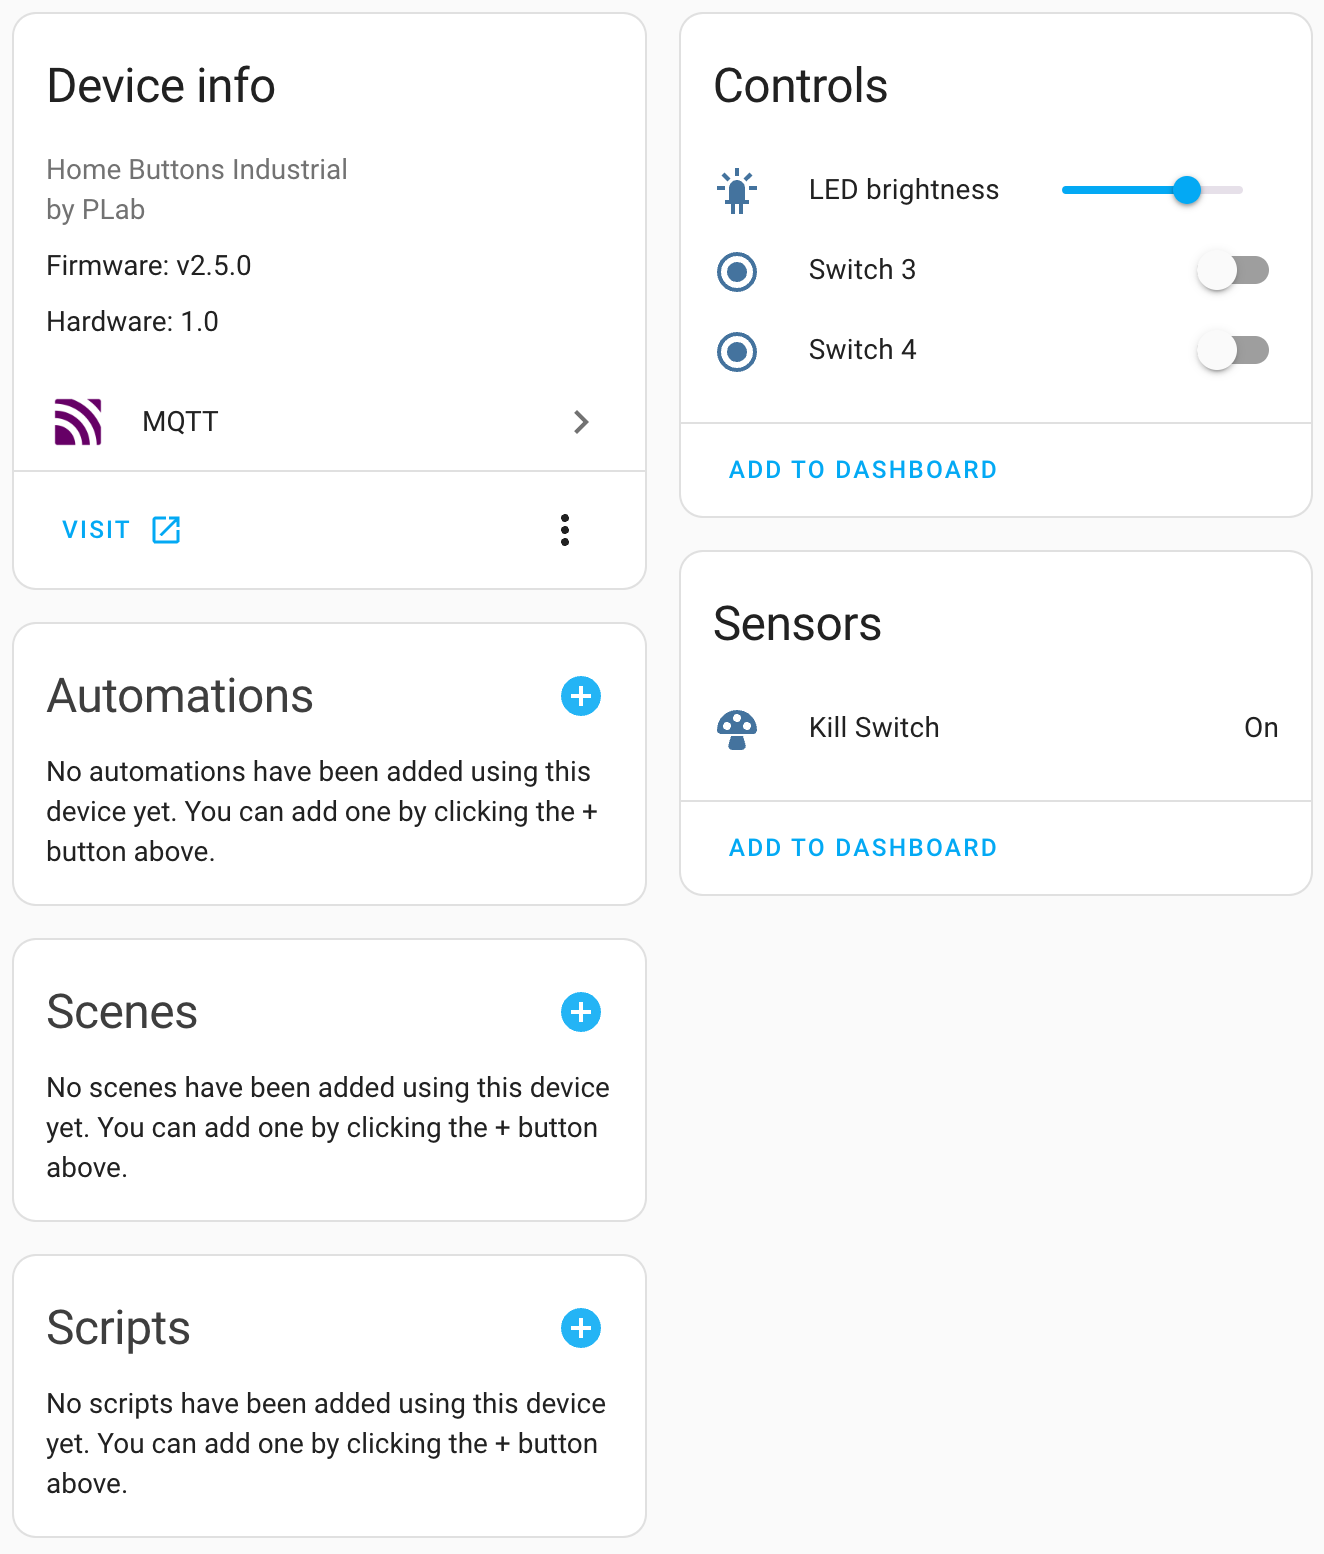 Device info
Home Buttons Industrial
by PLab
Firmware: v2.5.0
Hardware: 1.0
MQTT
VISIT
Automations
No automations have been added using this
device yet. You can add one by clicking the +
button above.
Scenes
No scenes have been added using this device
yet. You can add one by clicking the + button
above.
Scripts
No scripts have been added using this device
yet. You can add one by clicking the + button
above.
Controls
LED brightness
Switch 3
Switch 4
ADD TO DASHBOARD
Sensors
Kill Switch On
ADD TO DASHBOARD